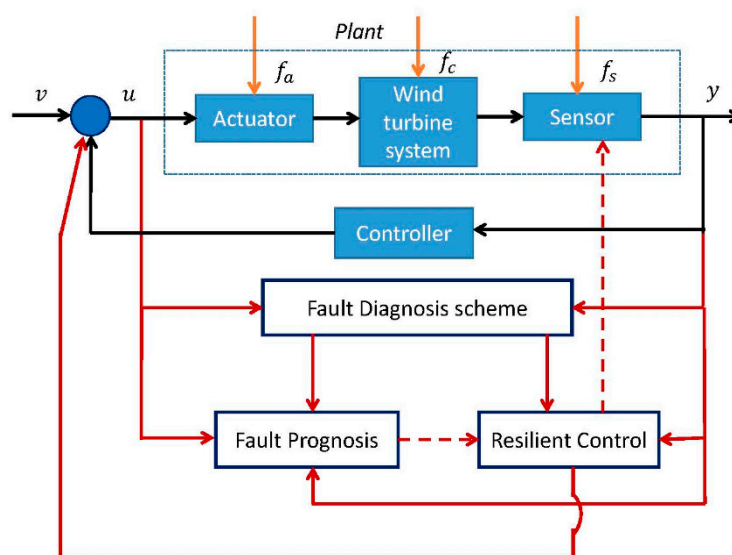 Plant
f_a
f_c
f_s
v
u
y
Actuator
Wind
turbine
system
Sensor
Controller
Fault Diagnosis scheme
Fault Prognosis
Resilient Control